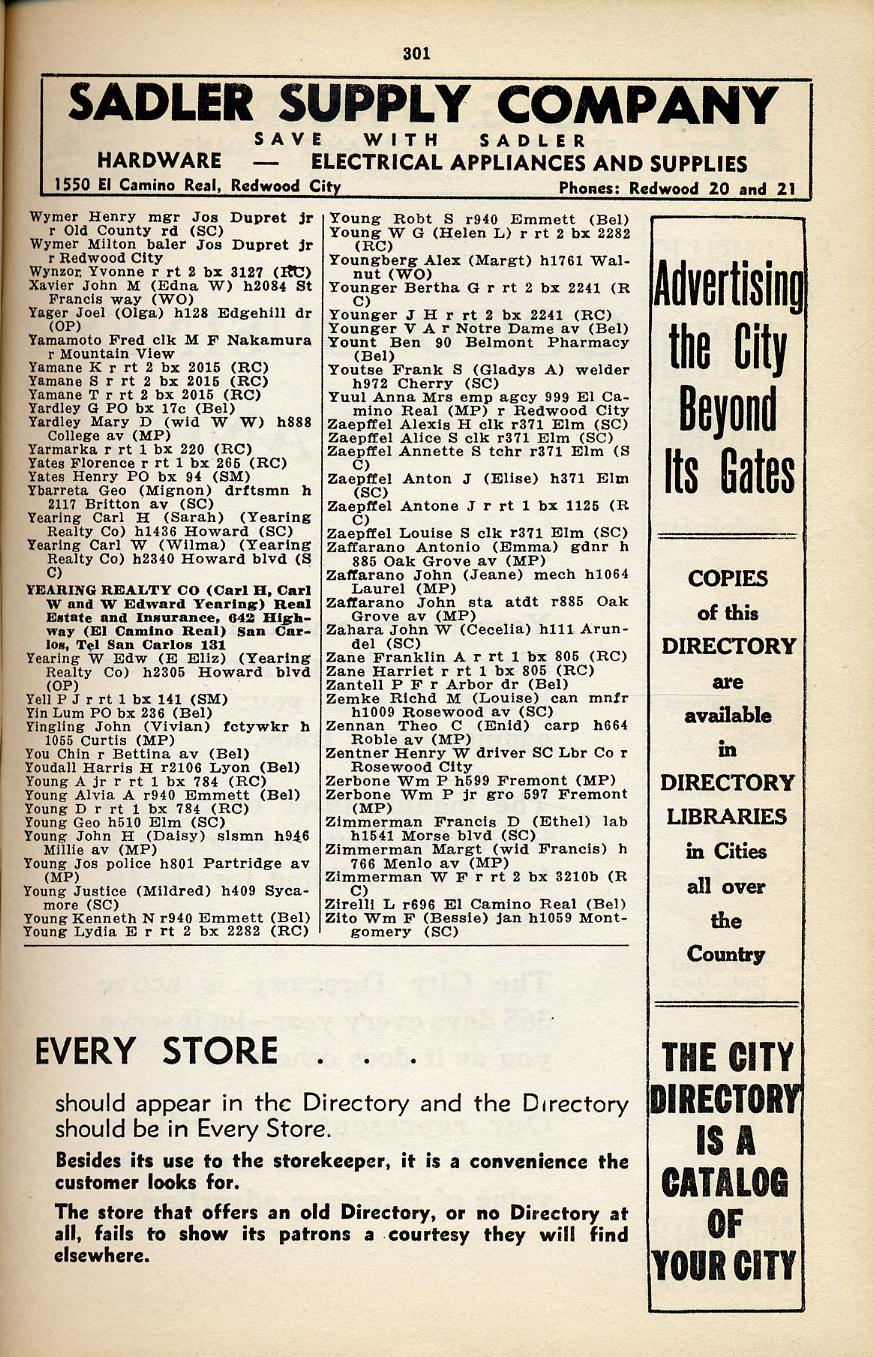 301
SADLER SUPPLY COMPANY
SAVE WITH SADLER
HARDWARE — ELECTRICAL APPLIANCES AND SUPPLIES
1550 El Camino Real, Redwood City Phones: Redwood 20 and 21
Wymer Henry mgr Jos Dupret jr
r Old County rd (SC)
Wymer Milton baler Jos Dupret jr
r Redwood City
Wynzor Yvonne r rt 2 bx 3127 (RC)
Xavier John M (Edna W) h2084 St
Francis way (WO)
Yager Joel (Olga) h128 Edgehill dr
(OP)
Yamamoto Fred clk M F Nakamura
r Mountain View
Yamane K r rt 2 bx 2015 (RC)
Yamane S r rt 2 bx 2015 (RC)
Yamane T r rt 2 bx 2015 (RC)
Yardley G PO bx 17c (Bel)
Yardley Mary D (wid W W) h888
College av (MP)
Yarmarka r rt 1 bx 220 (RC)
Yates Florence r rt 1 bx 265 (RC)
Yates Henry PO bx 94 (SM)
Ybarreta Geo (Mignon) drftsmn h
2117 Britton av (SC)
Yearing Carl H (Sarah) (Yearing
Realty Co) h1436 Howard (SC)
Yearing Carl W (Wilma) (Yearing
Realty Co) h2340 Howard blvd (S
C)
YEARING REALTY CO (Carl H, Carl
W and W Edward Yearing) Real
Estate and Insurance, 642 High-
way (El Camino Real) San Car-
los, Tel San Carlos 131
Yearing W Edw (E Eliz) (Yearing
Realty Co) h2305 Howard blvd
(OP)
Yell P J r rt 1 bx 141 (SM)
Yin Lum PO bx 236 (Bel)
Yingling John (Vivian) fctywkr h
1055 Curtis (MP)
You Chin r Bettina av (Bel)
Youdall Harris H r2106 Lyon (Bel)
Young A jr r rt 1 bx 784 (RC)
Young Alvia A r940 Emmett (Bel)
Young D r rt 1 bx 784 (RC)
Young Geo h510 Elm (SC)
Young John H (Daisy) slsmn h946
Millie av (MP)
Young Jos police h801 Partridge av
(MP)
Young Justice (Mildred) h409 Syca-
more (SC)
Young Kenneth N r940 Emmett (Bel)
Young Lydia E r rt 2 bx 2282 (RC)
Young Robt S r940 Emmett (Bel)
Young W G (Helen L) r rt 2 bx 2282
(RC)
Youngberg Alex (Margt) h1761 Wal-
nut (WO)
Younger Bertha G r rt 2 bx 2241 (R
C)
Younger J H r rt 2 bx 2241 (RC)
Younger V A r Notre Dame av (Bel)
Yount Ben 90 Belmont Pharmacy
(Bel)
Youtse Frank S (Gladys A) welder
h972 Cherry (SC)
Yuul Anna Mrs emp agcy 999 El Ca-
mino Real (MP) r Redwood City
Zaepffel Alexis H clk r371 Elm (SC)
Zaepffel Alice S clk r371 Elm (SC)
Zaepffel Annette S tchr r371 Elm (S
C)
Zaepffel Anton J (Elise) h371 Elm
(SC)
Zaepffel Antone J r rt 1 bx 1125 (R
C)
Zaepffel Louise S clk r371 Elm (SC)
Zaffarano Antonio (Emma) gdnr h
885 Oak Grove av (MP)
Zaffarano John (Jeane) mech h1064
Laurel (MP)
Zaffarano John sta atdt r885 Oak
Grove av (MP)
Zahara John W (Cecelia) h111 Arun-
del (SC)
Zane Franklin A r rt 1 bx 805 (RC)
Zane Harriet r rt 1 bx 805 (RC)
Zantell P F r Arbor dr (Bel)
Zemke Richd M (Louise) can mnfr
h1009 Rosewood av (SC)
Zennan Theo C (Enid) carp h664
Roble av (MP)
Zentner Henry W driver SC Lbr Co r
Rosewood City
Zerbone Wm P h599 Fremont (MP)
Zerbone Wm P jr gro 597 Fremont
(MP)
Zimmerman Francis D (Ethel) lab
h1541 Morse blvd (SC)
Zimmerman Margt (wid Francis) h
766 Menlo av (MP)
Zimmerman W F r rt 2 bx 3210b (R
C)
Zirelli L r696 El Camino Real (Bel)
Zito Wm F (Bessie) jan h1059 Mont-
gomery (SC)
EVERY STORE . . .
should appear in the Directory and the Directory
should be in Every Store.
Besides its use to the storekeeper, it is a convenience the
customer looks for.
The store that offers an old Directory, or no Directory at
all, fails to show its patrons a courtesy they will find
elsewhere.
Advertising
the City
Beyond
Its Gates
COPIES
of this
DIRECTORY
are
available
in
DIRECTORY
LIBRARIES
in Cities
all over
the
Country
THE CITY
DIRECTORY
IS A
CATALOG
OF
YOUR CITY